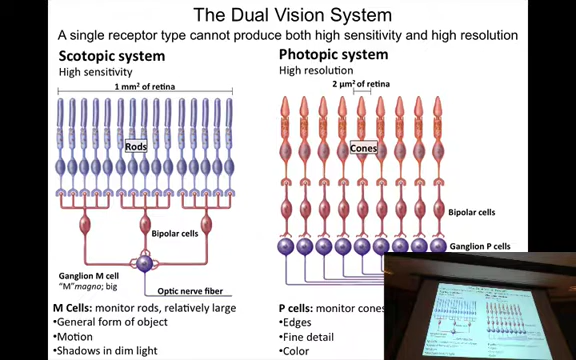 The Dual Vision System
A single receptor type cannot produce both high sensitivity and high resolution
Scotopic system
High sensitivity
1 mm² of retina
Rods
Bipolar cells
Ganglion M cell
"M" magno; big
Optic nerve fiber
M Cells: monitor rods, relatively large
•General form of object
•Motion
•Shadows in dim light
Photopic system
High resolution
2 μm² of retina
Cones
Bipolar cells
Ganglion P cells
P cells: monitor cones
•Edges
•Fine detail
•Color